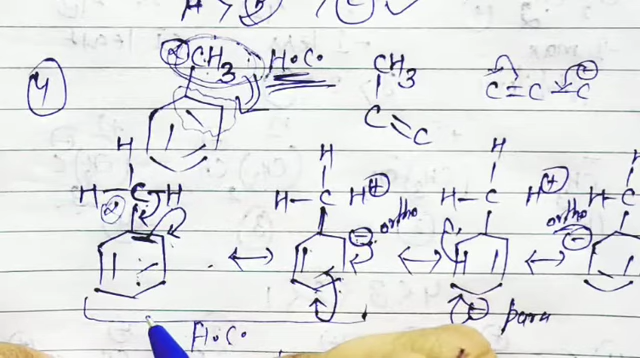 4
α CH3 H•C•
CH3
C=C
C=C-C
H H H H
H-C-H H-C H⊕ H-C H⊕ H-C
α
ortho ortho
⊖ ⊖
⊖ para
H•C•